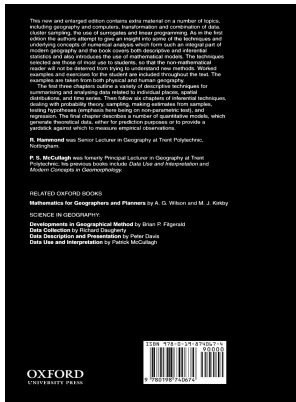 This new and enlarged edition contains extra material on a number of topics,
including geography and computers, transformation and combination of data,
cluster sampling, the use of surrogates and linear programming. As in the first
edition the authors attempt to give an insight into some of the techniques and
underlying concepts of numerical analysis which form such an integral part of
modern geography and the book covers both descriptive and inferential
statistics and also introduces the use of mathematical models. The techniques
selected are those of most use to students, so that the non-mathematical
reader will not be deterred from trying to understand new methods. Worked
examples and exercises for the student are included throughout the text. The
examples are taken from both physical and human geography.
The first three chapters outline a variety of descriptive techniques for
summarising and analysing data related to individual places, spatial
distributions, and time series. Then follow six chapters of inferential techniques,
dealing with probability theory, sampling, making estimates from samples,
testing hypotheses (emphasis here being on non-parametric test), and
regression. The final chapter describes a number of quantitative models, which
generate theoretical data, either for prediction purposes or to provide a
yardstick against which to measure empirical observations.
R. Hammond was Senior Lecturer in Geography at Trent Polytechnic,
Nottingham.
P. S. McCullagh was fomerly Principal Lecturer in Geography at Trent
Polytechnic, his previous books include Data Use and Interpretation and
Modern Concepts in Geomorphology.
RELATED OXFORD BOOKS
Mathematics for Geographers and Planners by A. G. Wilson and M. J. Kirkby
SCIENCE IN GEOGRAPHY:
Developments in Geographical Method by Brian P. Fitgerald
Data Collection by Richard Daugherty
Data Description and Presentation by Peter Davis
Data Use and Interpretation by Patrick McCullagh
ISBN 978-0-19-874067-4
90000
9 780198 740674
OXFORD
UNIVERSITY PRESS